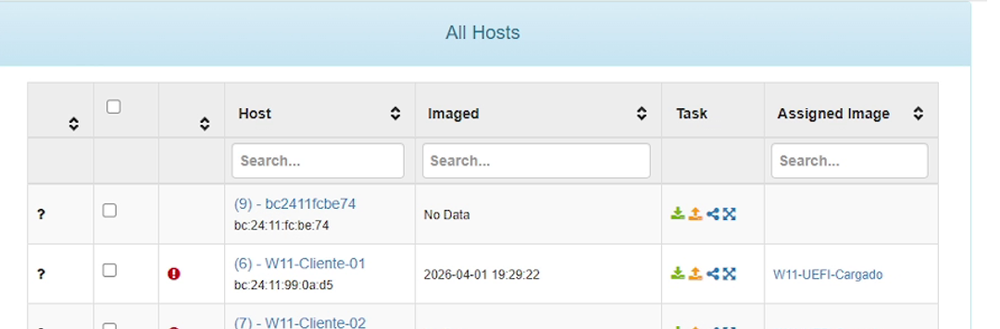 All Hosts
Host Imaged Task Assigned Image
Search... Search... Search...
(9) - bc2411fcbe74
? No Data
bc:24:11:fc:be:74
(6) - W11-Cliente-01
? 2026-04-01 19:29:22 W11-UEFI-Cargado
bc:24:11:99:0a:d5
(7) - W11-Cliente-02